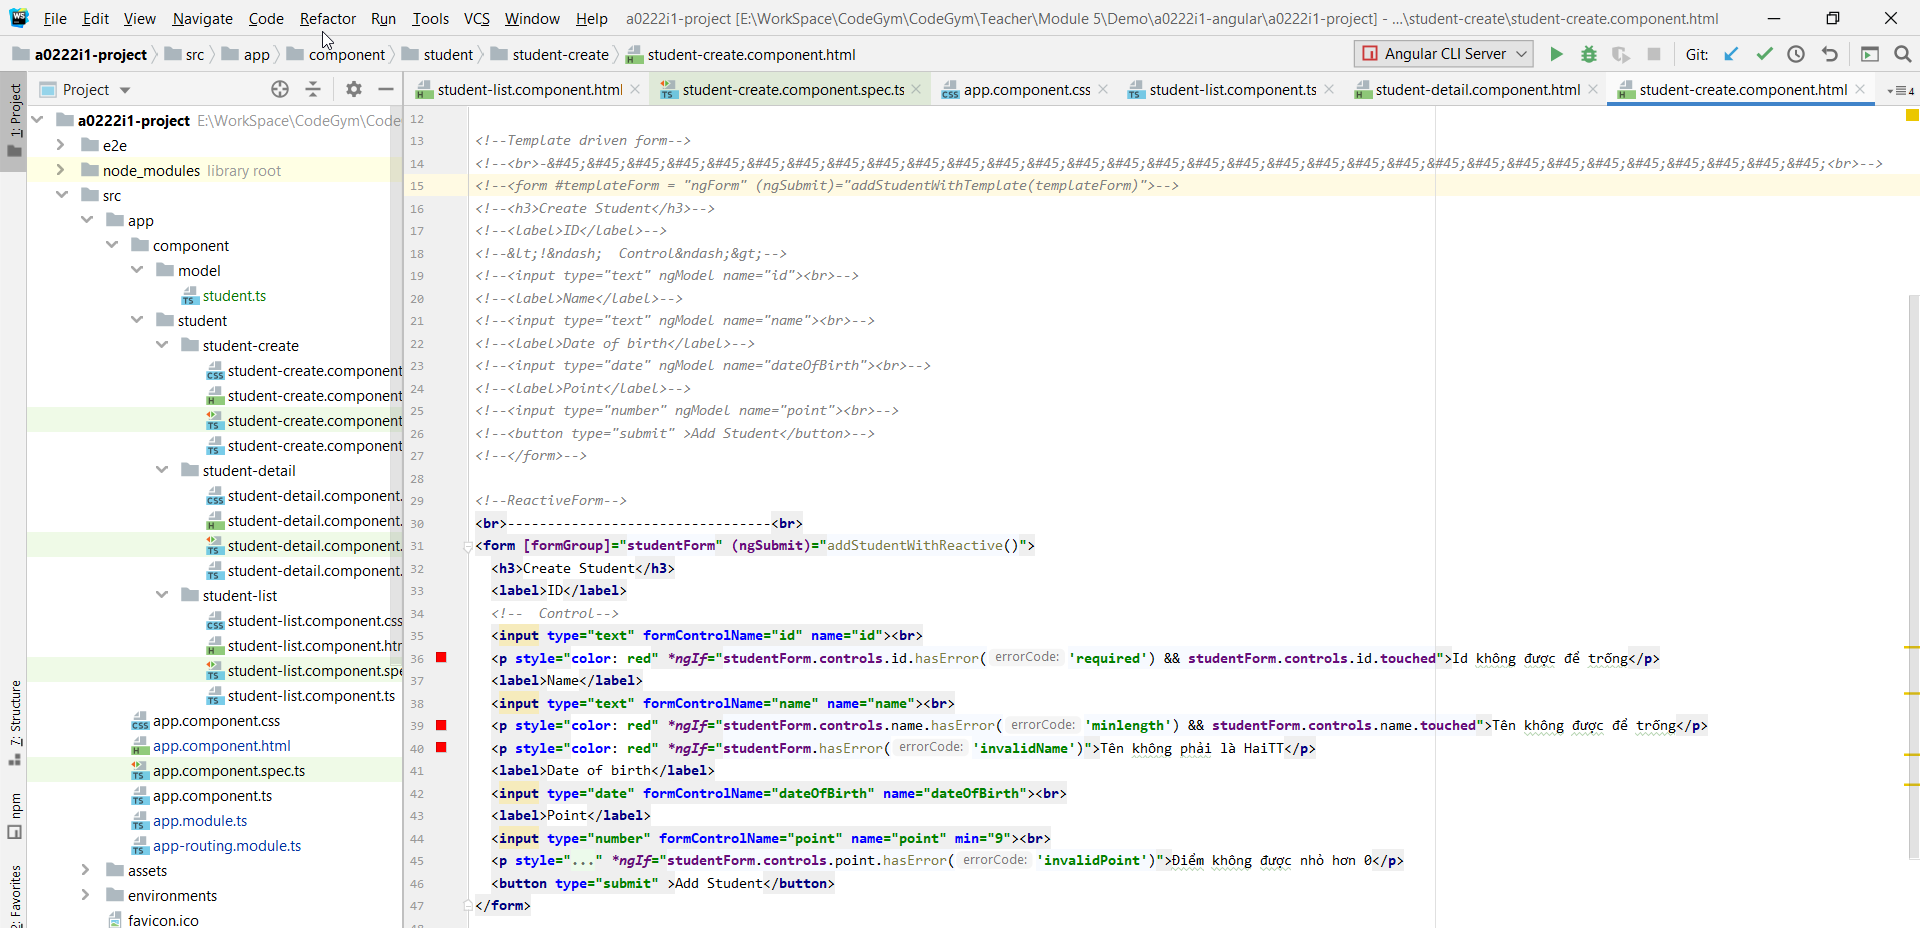 File Edit View Navigate Code Refactor Run Tools VCS Window Help a0222i1-project [E:\WorkSpace\CodeGym\CodeGym\Teacher\Module 5\Demo\a0222i1-angular\a0222i1-project] - ...\student-create\student-create.component.html
a0222i1-project src app component student student-create student-create.component.html Angular CLI Server Git:
Project student-list.component.html student-create.component.spec.ts app.component.css student-list.component.ts student-detail.component.html student-create.component.html 4
1: Project
7: Structure
npm
2: Favorites
a0222i1-project E:\WorkSpace\CodeGym\Code
e2e
node_modules library root
src
app
component
model
student.ts
student
student-create
student-create.component
student-create.component
student-create.component
student-create.component
student-detail
student-detail.component.
student-detail.component.
student-detail.component.
student-detail.component.
student-list
student-list.component.css
student-list.component.htm
student-list.component.spe
student-list.component.ts
app.component.css
app.component.html
app.component.spec.ts
app.component.ts
app.module.ts
app-routing.module.ts
assets
environments
favicon.ico
12
13 <!--Template driven form-->
14 <!--<br>-&#45;&#45;&#45;&#45;&#45;&#45;&#45;&#45;&#45;&#45;&#45;&#45;&#45;&#45;&#45;&#45;&#45;&#45;&#45;&#45;&#45;&#45;&#45;&#45;&#45;&#45;&#45;&#45;&#45;&#45;&#45;&#45;<br>-->
15 <!--<form #templateForm = "ngForm" (ngSubmit)="addStudentWithTemplate(templateForm)">-->
16 <!--<h3>Create Student</h3>-->
17 <!--<label>ID</label>-->
18 <!--&lt;!&ndash;  Control&ndash;&gt;-->
19 <!--<input type="text" ngModel name="id"><br>-->
20 <!--<label>Name</label>-->
21 <!--<input type="text" ngModel name="name"><br>-->
22 <!--<label>Date of birth</label>-->
23 <!--<input type="date" ngModel name="dateOfBirth"><br>-->
24 <!--<label>Point</label>-->
25 <!--<input type="number" ngModel name="point"><br>-->
26 <!--<button type="submit" >Add Student</button>-->
27 <!--</form>-->
28
29 <!--ReactiveForm-->
30 <br>---------------------------------<br>
31 <form [formGroup]="studentForm" (ngSubmit)="addStudentWithReactive()">
32 <h3>Create Student</h3>
33 <label>ID</label>
34 <!--  Control-->
35 <input type="text" formControlName="id" name="id"><br>
36 <p style="color: red" *ngIf="studentForm.controls.id.hasError( errorCode: 'required') && studentForm.controls.id.touched">Id không được để trống</p>
37 <label>Name</label>
38 <input type="text" formControlName="name" name="name"><br>
39 <p style="color: red" *ngIf="studentForm.controls.name.hasError( errorCode: 'minlength') && studentForm.controls.name.touched">Tên không được để trống</p>
40 <p style="color: red" *ngIf="studentForm.hasError( errorCode: 'invalidName')">Tên không phải là HaiTT</p>
41 <label>Date of birth</label>
42 <input type="date" formControlName="dateOfBirth" name="dateOfBirth"><br>
43 <label>Point</label>
44 <input type="number" formControlName="point" name="point" min="9"><br>
45 <p style="..." *ngIf="studentForm.controls.point.hasError( errorCode: 'invalidPoint')">Điểm không được nhỏ hơn 0</p>
46 <button type="submit" >Add Student</button>
47 </form>